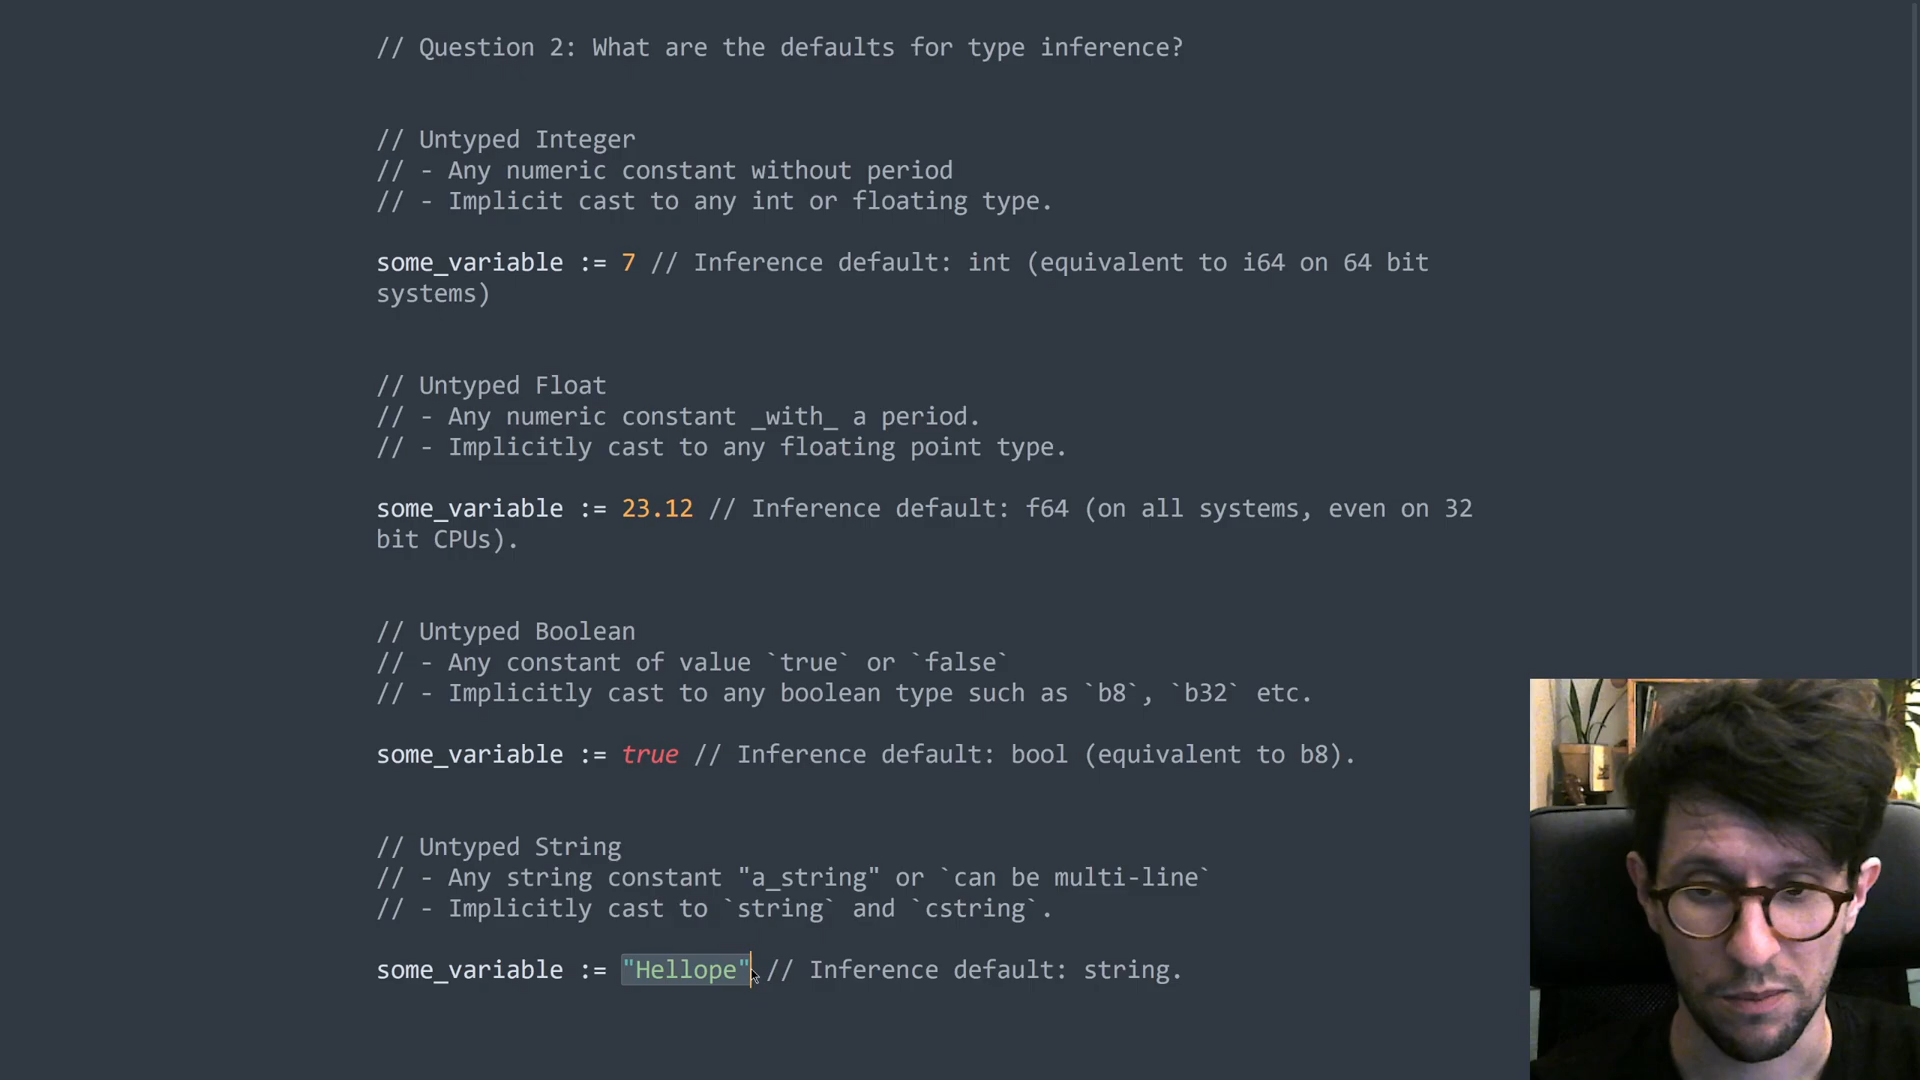 // Question 2: What are the defaults for type inference?
// Untyped Integer
// - Any numeric constant without period
// - Implicit cast to any int or floating type.
some_variable := 7 // Inference default: int (equivalent to i64 on 64 bit
systems)
// Untyped Float
// - Any numeric constant _with_ a period.
// - Implicitly cast to any floating point type.
some_variable := 23.12 // Inference default: f64 (on all systems, even on 32
bit CPUs).
// Untyped Boolean
// - Any constant of value `true` or `false`
// - Implicitly cast to any boolean type such as `b8`, `b32` etc.
some_variable := true // Inference default: bool (equivalent to b8).
// Untyped String
// - Any string constant "a_string" or `can be multi-line`
// - Implicitly cast to `string` and `cstring`.
some_variable := "Hellope" // Inference default: string.